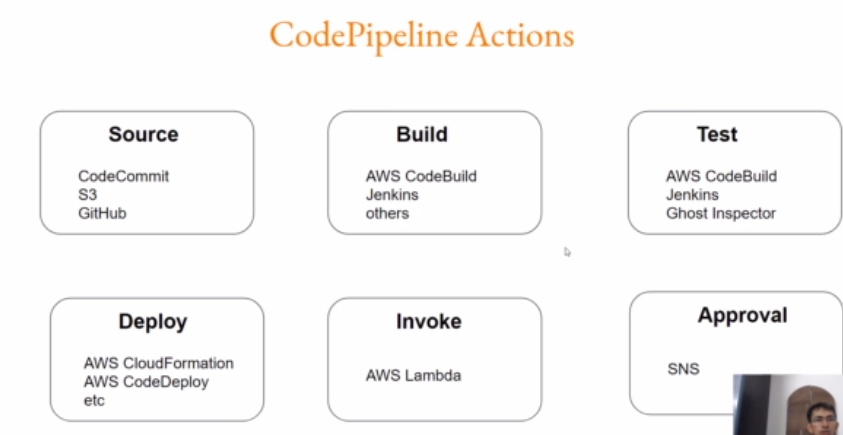 CodePipeline Actions
Source
CodeCommit
S3
GitHub
Build
AWS CodeBuild
Jenkins
others
Test
AWS CodeBuild
Jenkins
Ghost Inspector
Deploy
AWS CloudFormation
AWS CodeDeploy
etc
Invoke
AWS Lambda
Approval
SNS